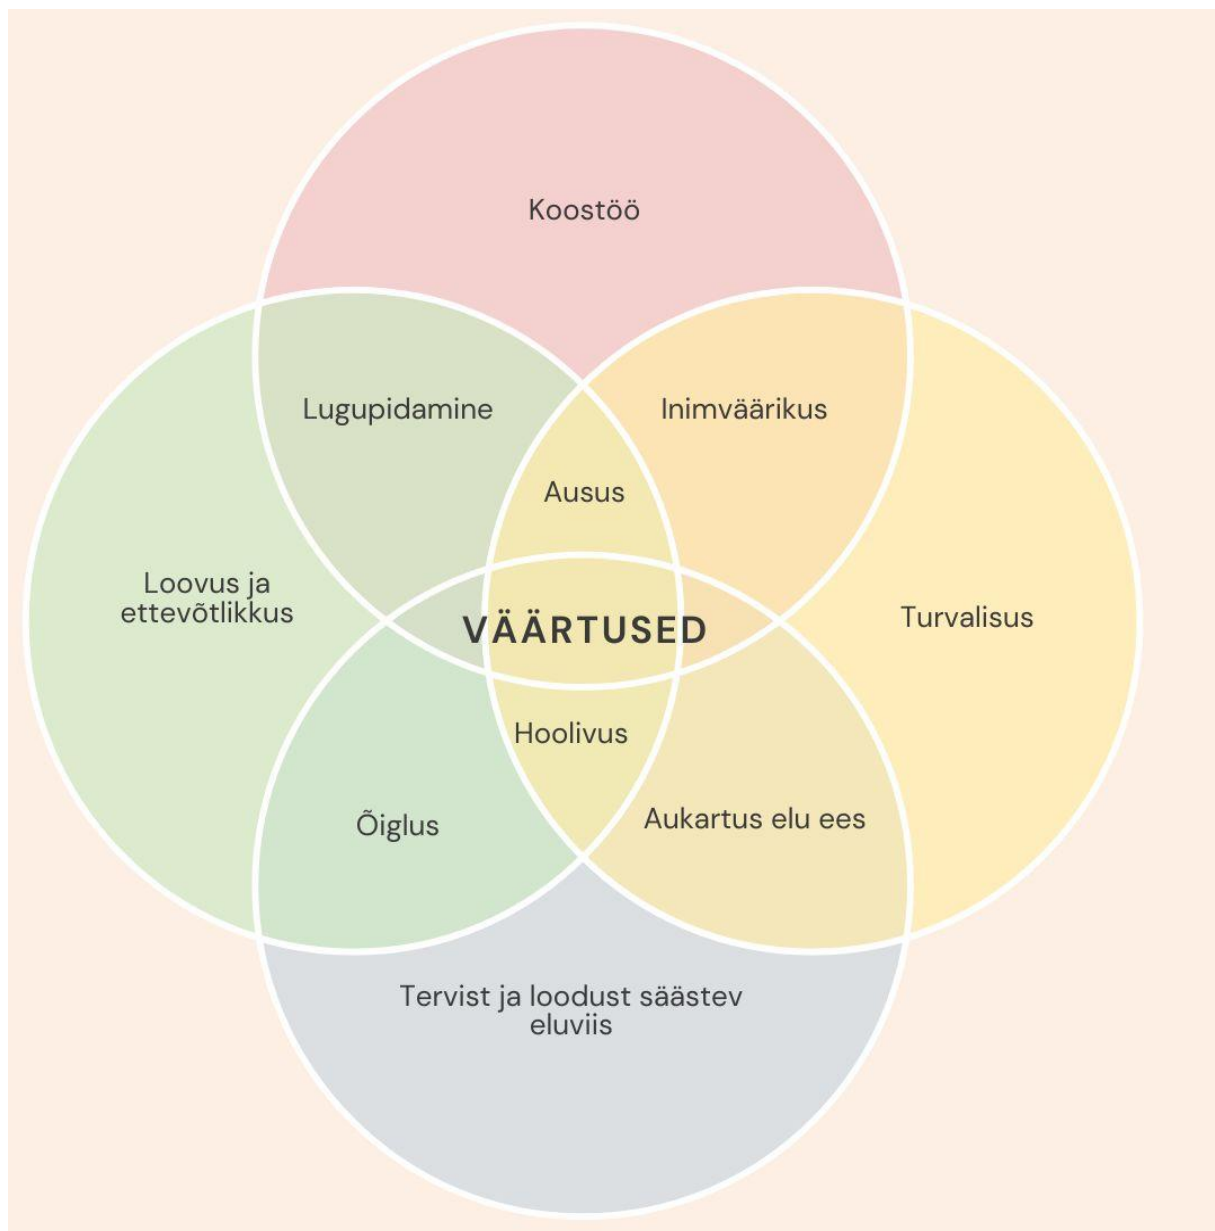 Koostöö
Lugupidamine
Inimväärikus
Ausus
Loovus ja
ettevõtlikkus
Turvalisus
VÄÄRTUSED
Hoolivus
Õiglus
Aukartus elu ees
Tervist ja loodust säästev
eluviis